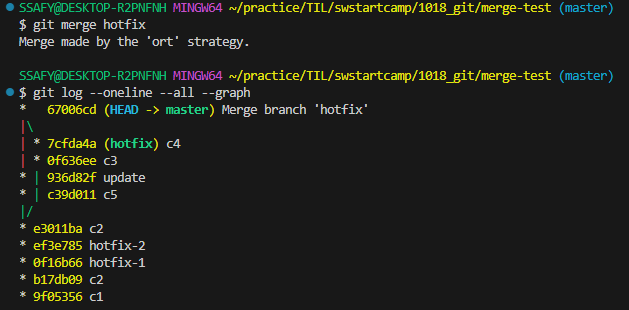 SSAFY@DESKTOP-R2PNFNH MINGW64 ~/practice/TIL/swstartcamp/1018_git/merge-test (master)
$ git merge hotfix
Merge made by the 'ort' strategy.

SSAFY@DESKTOP-R2PNFNH MINGW64 ~/practice/TIL/swstartcamp/1018_git/merge-test (master)
$ git log --oneline --all --graph
*   67006cd (HEAD -> master) Merge branch 'hotfix'
|\
| * 7cfda4a (hotfix) c4
| * 0f636ee c3
* | 936d82f update
* | c39d011 c5
|/
* e3011ba c2
* ef3e785 hotfix-2
* 0f16b66 hotfix-1
* b17db09 c2
* 9f05356 c1